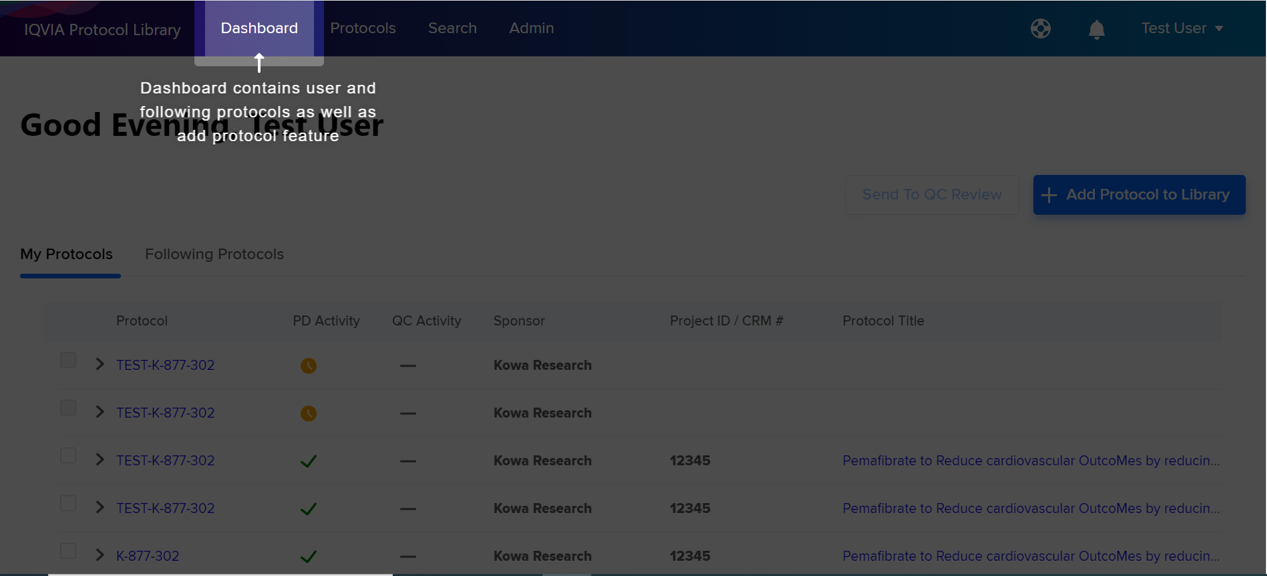 IQVIA Protocol Library Dashboard Protocols Search Admin Test User
Dashboard contains user and
following protocols as well as
add protocol feature
Good Evening, Test User
Send To QC Review Add Protocol to Library
My Protocols Following Protocols
Protocol PD Activity QC Activity Sponsor Project ID / CRM # Protocol Title
TEST-K-877-302 — Kowa Research
TEST-K-877-302 — Kowa Research
TEST-K-877-302 — Kowa Research 12345 Pemafibrate to Reduce cardiovascular OutcoMes by reducin...
TEST-K-877-302 — Kowa Research 12345 Pemafibrate to Reduce cardiovascular OutcoMes by reducin...
K-877-302 — Kowa Research 12345 Pemafibrate to Reduce cardiovascular OutcoMes by reducin...